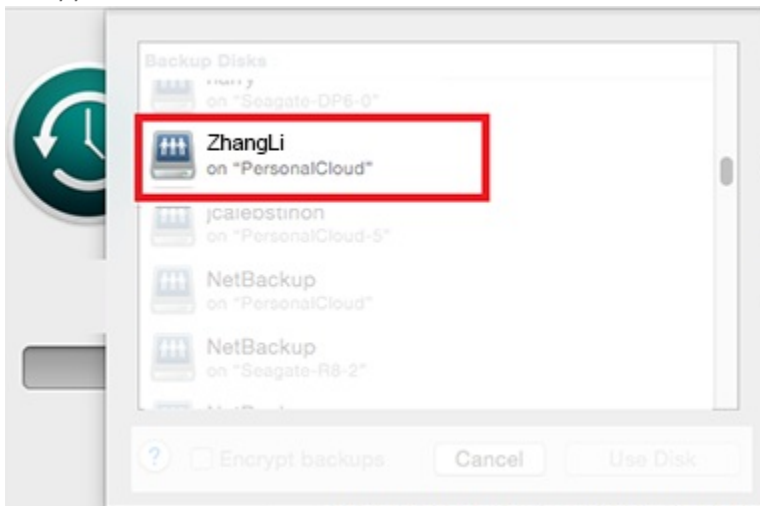 Backup Disks
harry
on "Seagate-DP6-0"
ZhangLi
on "PersonalCloud"
jcalebstinon
on "PersonalCloud-5"
NetBackup
on "PersonalCloud"
NetBackup
on "Seagate-R8-2"
? Encrypt backups Cancel Use Disk